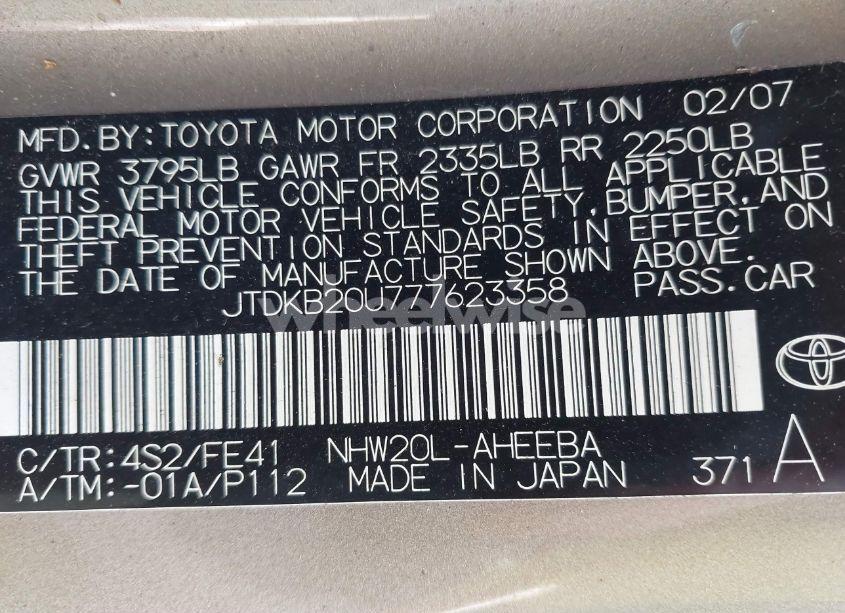 MFD. BY: TOYOTA MOTOR CORPORATION 02/07
GVWR 3795LB GAWR FR 2335LB RR 2250LB
THIS VEHICLE CONFORMS TO ALL APPLICABLE
FEDERAL MOTOR VEHICLE SAFETY, BUMPER, AND
THEFT PREVENTION STANDARDS IN EFFECT ON
THE DATE OF MANUFACTURE SHOWN ABOVE.
JTDKB20U777623358 PASS. CAR
wheelwise
C/TR: 4S2/FE41 NHW20L-AHEEBA
A/TM: -01A/P112 MADE IN JAPAN 371 A